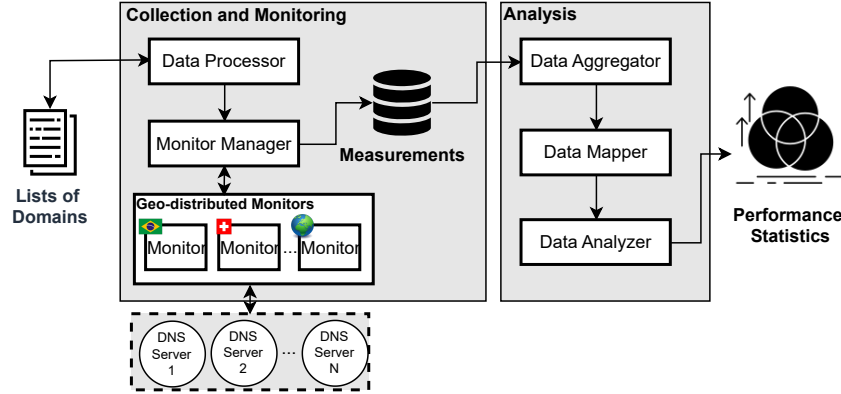 Collection and Monitoring
Data Processor
Monitor Manager
Measurements
Geo-distributed Monitors
Monitor
Monitor
...
Monitor
Lists of
Domains
DNS
Server
1
DNS
Server
2
...
DNS
Server
N
Analysis
Data Aggregator
Data Mapper
Data Analyzer
Performance
Statistics